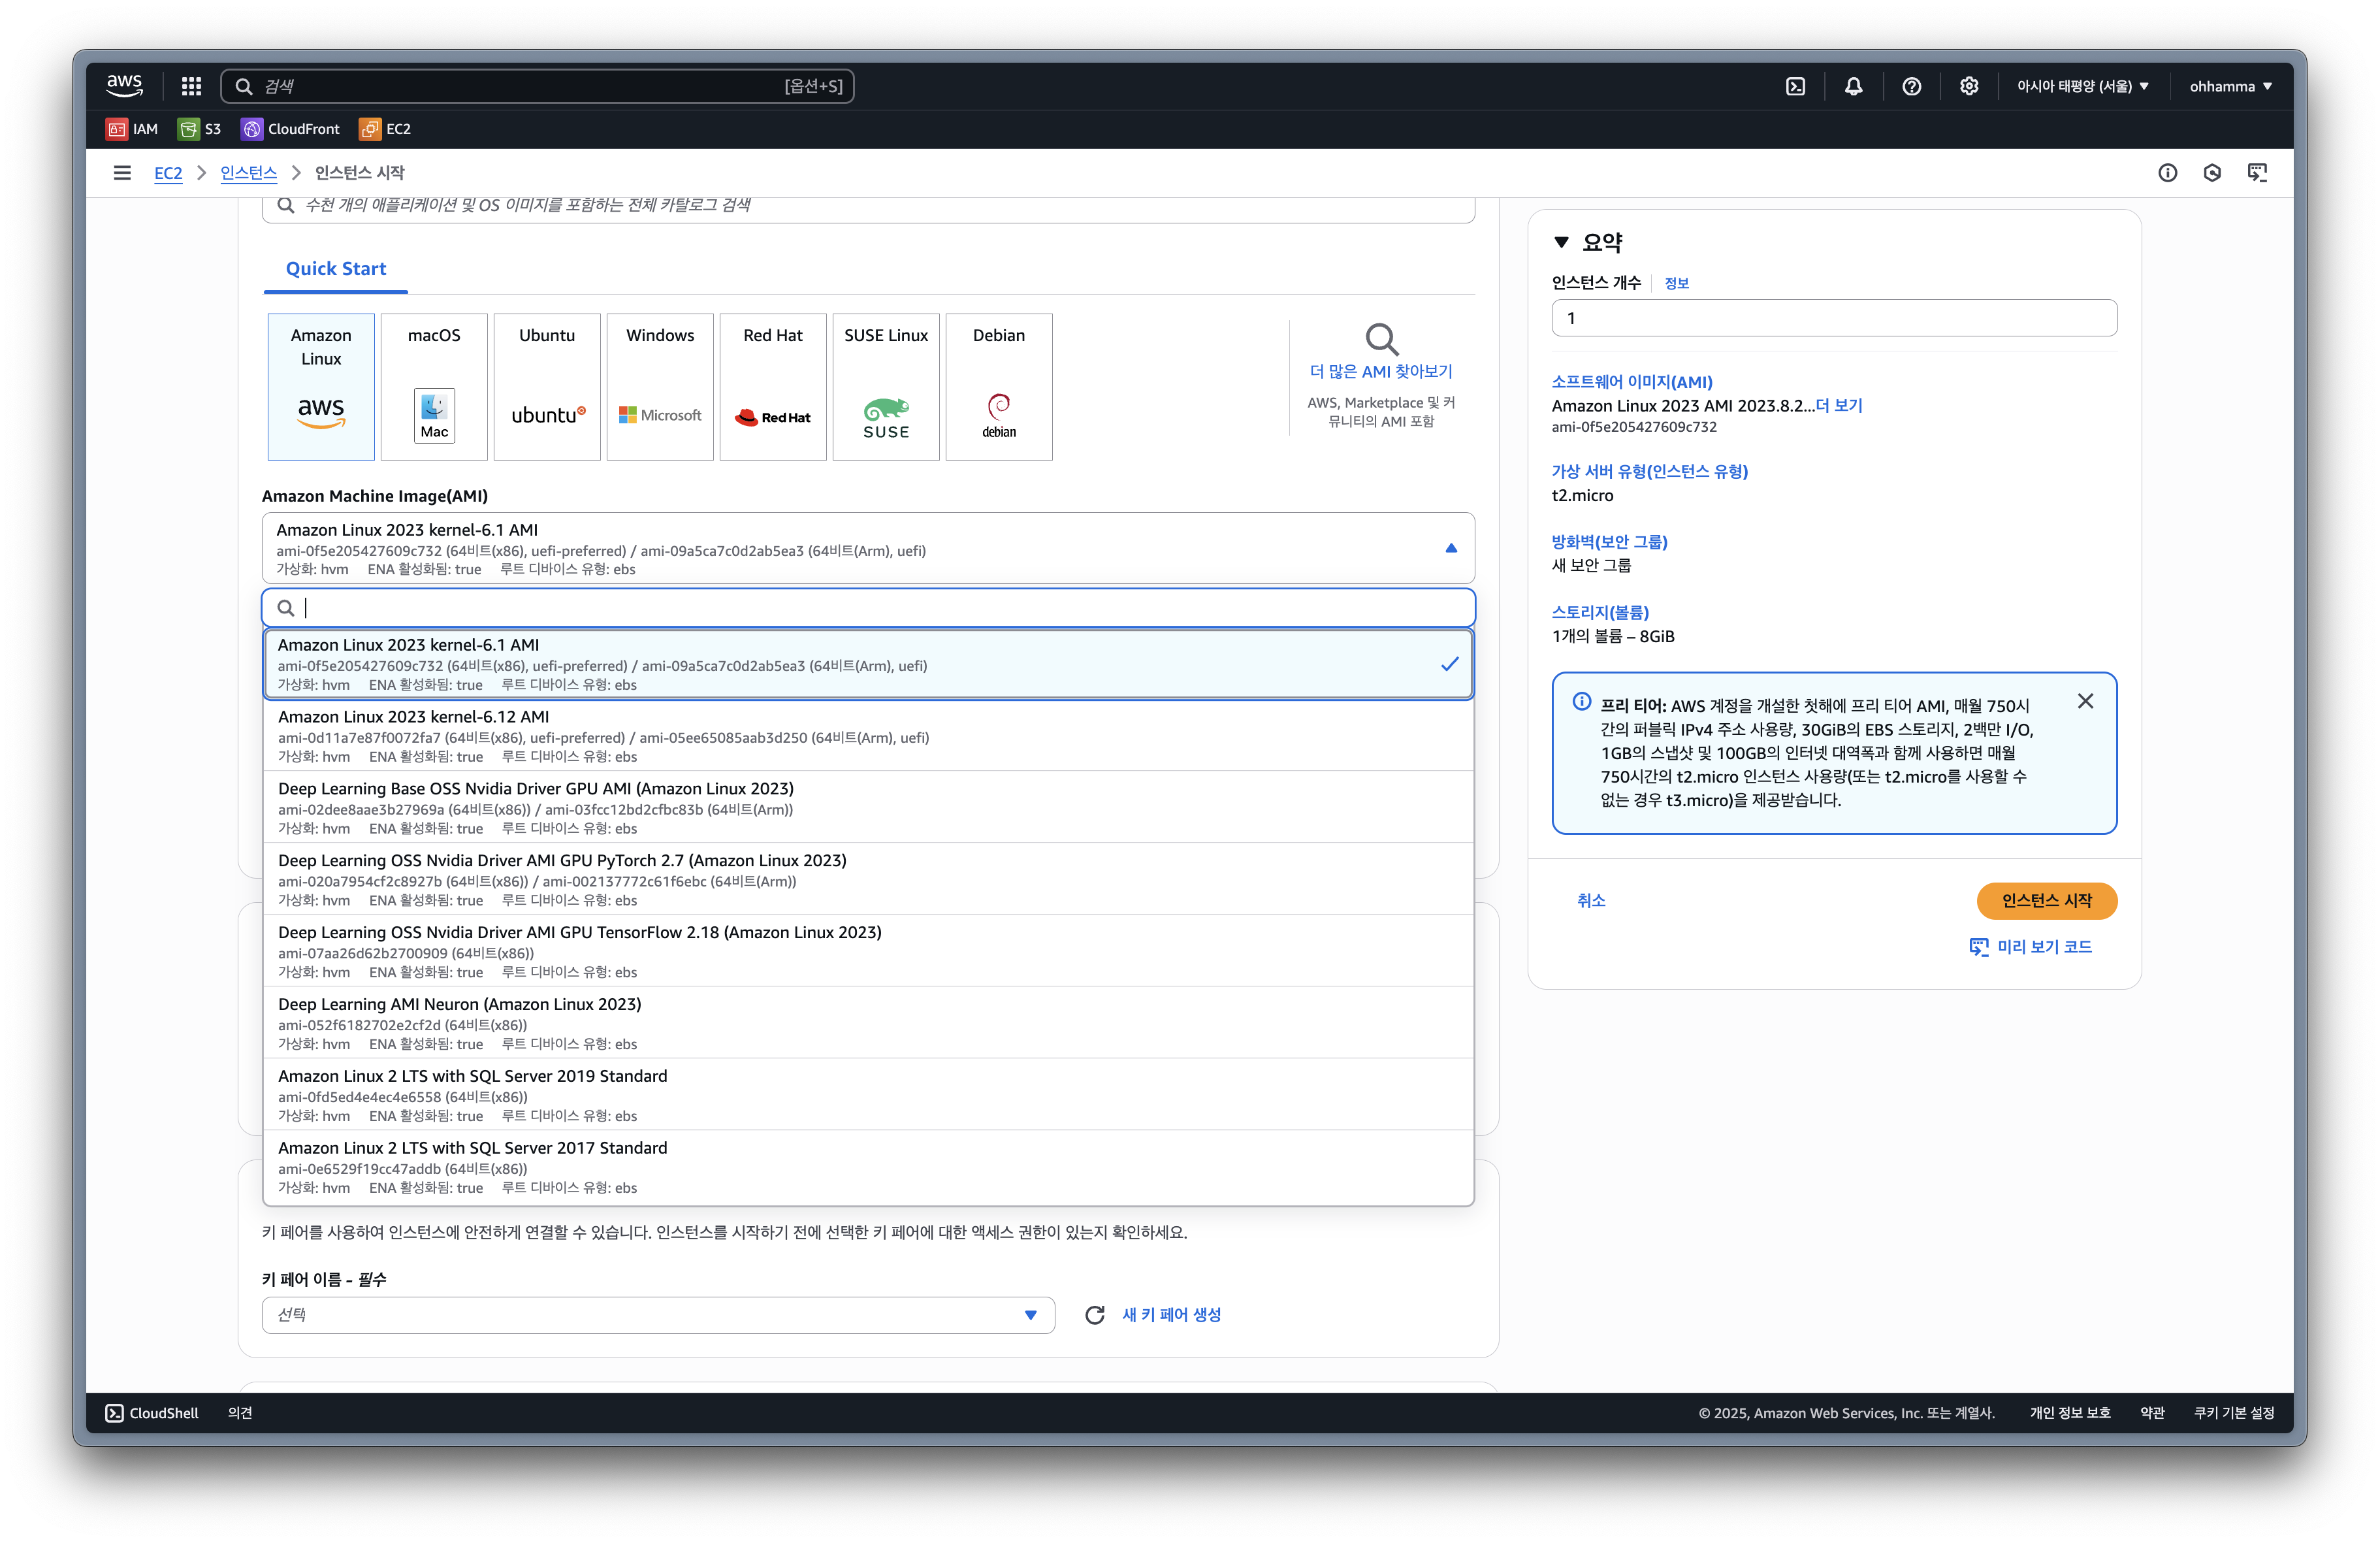 aws
검색
[옵션+S]
아시아 태평양 (서울)
ohhamma
IAM
S3
CloudFront
EC2
EC2
인스턴스
인스턴스 시작
수천 개의 애플리케이션 및 OS 이미지를 포함하는 전체 카탈로그 검색
Quick Start
Amazon
Linux
aws
macOS
Mac
Ubuntu
ubuntu
Windows
Microsoft
Red Hat
Red Hat
SUSE Linux
SUSE
Debian
debian
더 많은 AMI 찾아보기
AWS, Marketplace 및 커
뮤니티의 AMI 포함
Amazon Machine Image(AMI)
Amazon Linux 2023 kernel-6.1 AMI
ami-0f5e205427609c732 (64비트(x86), uefi-preferred) / ami-09a5ca7c0d2ab5ea3 (64비트(Arm), uefi)
가상화: hvm ENA 활성화됨: true 루트 디바이스 유형: ebs
Amazon Linux 2023 kernel-6.1 AMI
ami-0f5e205427609c732 (64비트(x86), uefi-preferred) / ami-09a5ca7c0d2ab5ea3 (64비트(Arm), uefi)
가상화: hvm ENA 활성화됨: true 루트 디바이스 유형: ebs
Amazon Linux 2023 kernel-6.12 AMI
ami-0d11a7e87f0072fa7 (64비트(x86), uefi-preferred) / ami-05ee65085aab3d250 (64비트(Arm), uefi)
가상화: hvm ENA 활성화됨: true 루트 디바이스 유형: ebs
Deep Learning Base OSS Nvidia Driver GPU AMI (Amazon Linux 2023)
ami-02dee8aae3b27969a (64비트(x86)) / ami-03fcc12bd2cfbc83b (64비트(Arm))
가상화: hvm ENA 활성화됨: true 루트 디바이스 유형: ebs
Deep Learning OSS Nvidia Driver AMI GPU PyTorch 2.7 (Amazon Linux 2023)
ami-020a7954cf2c8927b (64비트(x86)) / ami-002137772c61f6ebc (64비트(Arm))
가상화: hvm ENA 활성화됨: true 루트 디바이스 유형: ebs
Deep Learning OSS Nvidia Driver AMI GPU TensorFlow 2.18 (Amazon Linux 2023)
ami-07aa26d62b2700909 (64비트(x86))
가상화: hvm ENA 활성화됨: true 루트 디바이스 유형: ebs
Deep Learning AMI Neuron (Amazon Linux 2023)
ami-052f6182702e2cf2d (64비트(x86))
가상화: hvm ENA 활성화됨: true 루트 디바이스 유형: ebs
Amazon Linux 2 LTS with SQL Server 2019 Standard
ami-0fd5ed4e4ec4e6558 (64비트(x86))
가상화: hvm ENA 활성화됨: true 루트 디바이스 유형: ebs
Amazon Linux 2 LTS with SQL Server 2017 Standard
ami-0e6529f19cc47addb (64비트(x86))
가상화: hvm ENA 활성화됨: true 루트 디바이스 유형: ebs
키 페어를 사용하여 인스턴스에 안전하게 연결할 수 있습니다. 인스턴스를 시작하기 전에 선택한 키 페어에 대한 액세스 권한이 있는지 확인하세요.
키 페어 이름 - 필수
선택
새 키 페어 생성
요약
인스턴스 개수
정보
1
소프트웨어 이미지(AMI)
Amazon Linux 2023 AMI 2023.8.2...더 보기
ami-0f5e205427609c732
가상 서버 유형(인스턴스 유형)
t2.micro
방화벽(보안 그룹)
새 보안 그룹
스토리지(볼륨)
1개의 볼륨 – 8GiB
프리 티어: AWS 계정을 개설한 첫해에 프리 티어 AMI, 매월 750시
간의 퍼블릭 IPv4 주소 사용량, 30GiB의 EBS 스토리지, 2백만 I/O,
1GB의 스냅샷 및 100GB의 인터넷 대역폭과 함께 사용하면 매월
750시간의 t2.micro 인스턴스 사용량(또는 t2.micro를 사용할 수
없는 경우 t3.micro)을 제공받습니다.
취소
인스턴스 시작
미리 보기 코드
CloudShell
의견
© 2025, Amazon Web Services, Inc. 또는 계열사.
개인 정보 보호
약관
쿠키 기본 설정